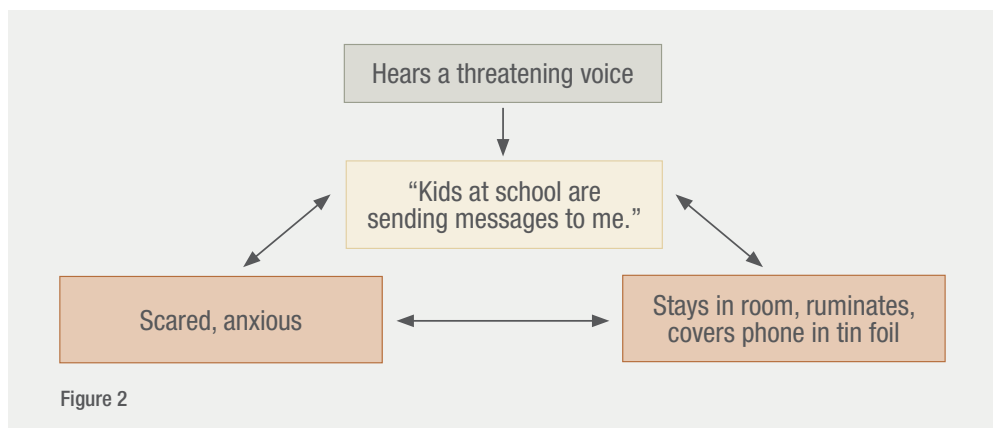 Hears a threatening voice
“Kids at school are
sending messages to me.”
Scared, anxious
Stays in room, ruminates,
covers phone in tin foil
Figure 2